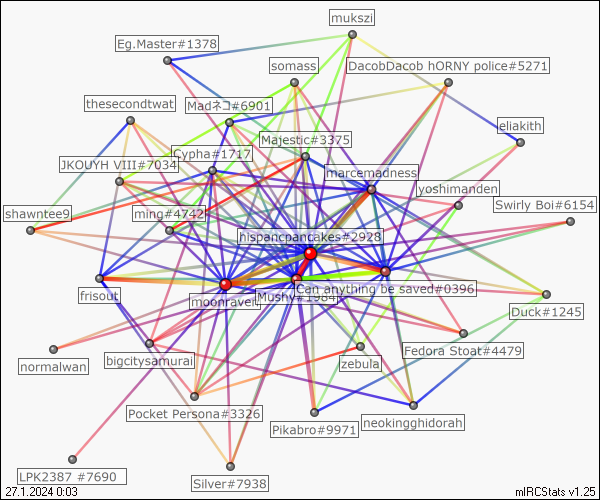 mukszi
Eg.Master#1378
somass
DacobDacob hORNY police#5271
thesecondtwat
Madネコ#6901
eliakith
Majestic#3375
Cypha#1717
JKOUYH VIII#7034
marcemadness
yoshimanden
Swirly Boi#6154
shawntee9
ming#4742
hispancpancakes#2928
Can anything be saved#0396
frisout
moonraven
Mushy#1984
Duck#1245
Fedora Stoat#4479
normalwan
bigcitysamurai
zebula
Pocket Persona#3326
Pikabro#9971
neokingghidorah
LPK2387 #7690
Silver#7938
27.1.2024 0:03
mIRCStats v1.25